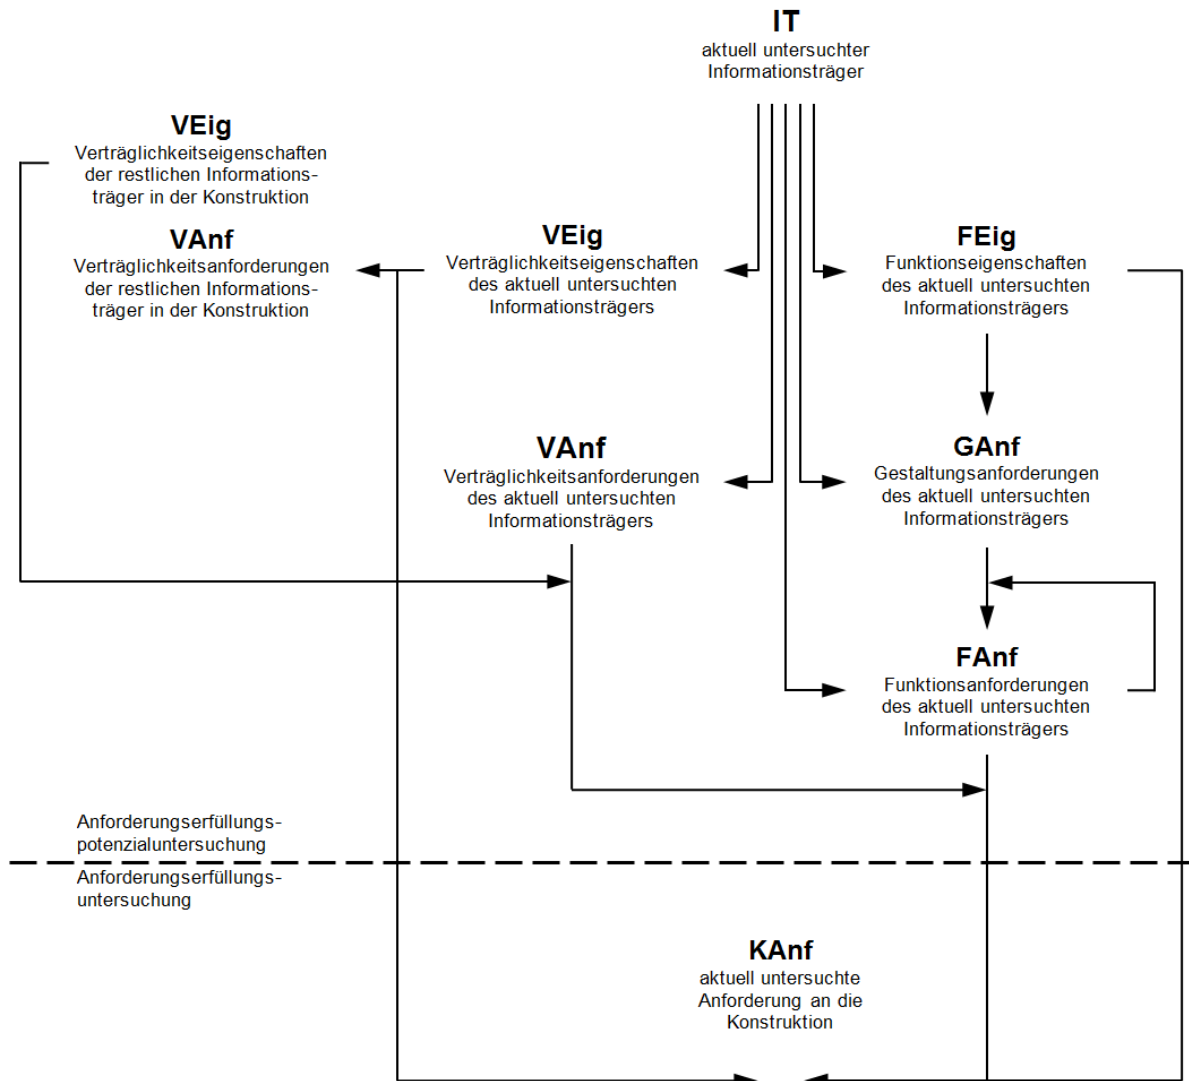 IT
aktuell untersuchter
Informationsträger
VEig
Verträglichkeitseigenschaften
der restlichen Informations-
träger in der Konstruktion
VAnf
Verträglichkeitsanforderungen
der restlichen Informations-
träger in der Konstruktion
VEig
Verträglichkeitseigenschaften
des aktuell untersuchten
Informationsträgers
FEig
Funktionseigenschaften
des aktuell untersuchten
Informationsträgers
VAnf
Verträglichkeitsanforderungen
des aktuell untersuchten
Informationsträgers
GAnf
Gestaltungsanforderungen
des aktuell untersuchten
Informationsträgers
FAnf
Funktionsanforderungen
des aktuell untersuchten
Informationsträgers
Anforderungserfüllungs-
potenzialuntersuchung
Anforderungserfüllungs-
untersuchung
KAnf
aktuell untersuchte
Anforderung an die
Konstruktion